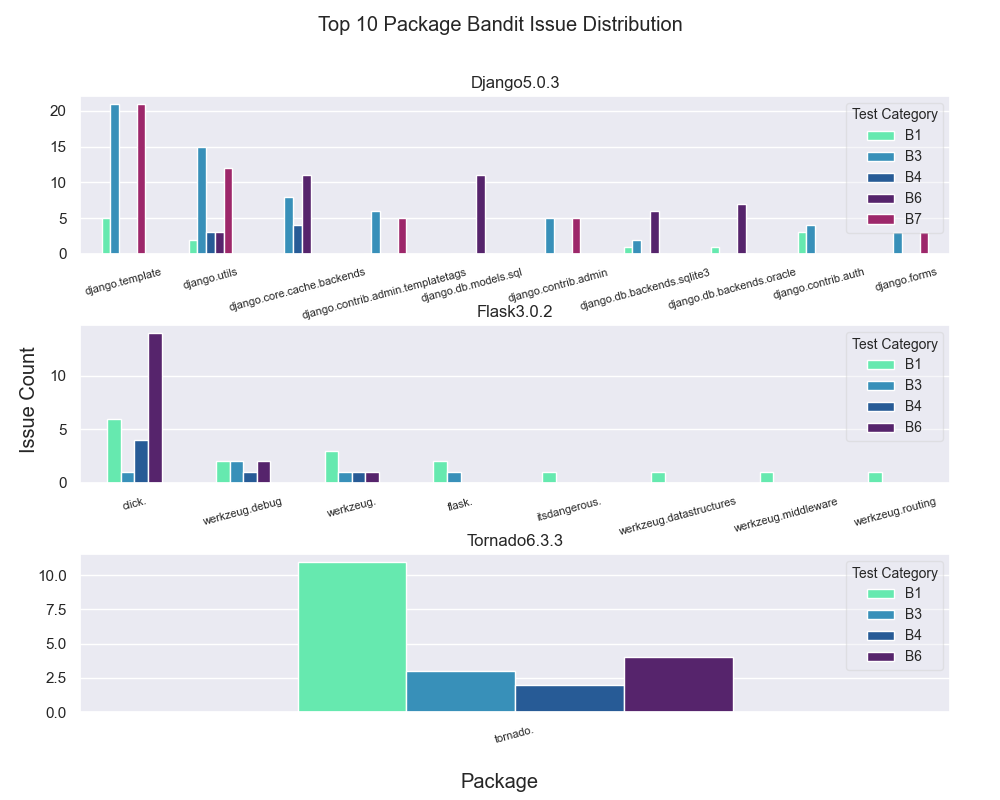 Top 10 Package Bandit Issue Distribution
Django5.0.3
20
15
10
5
0
Test Category
B1
B3
B4
B6
B7
django.template
django.utils
django.core.cache.backends
django.contrib.admin.templatetags
django.db.models.sql
django.contrib.admin
django.db.backends.sqlite3
django.db.backends.oracle
django.contrib.auth
django.forms
Flask3.0.2
Issue Count
10
5
0
Test Category
B1
B3
B4
B6
click.
werkzeug.debug
werkzeug.
flask.
itsdangerous.
werkzeug.datastructures
werkzeug.middleware
werkzeug.routing
Tornado6.3.3
10.0
7.5
5.0
2.5
0.0
Test Category
B1
B3
B4
B6
tornado.
Package